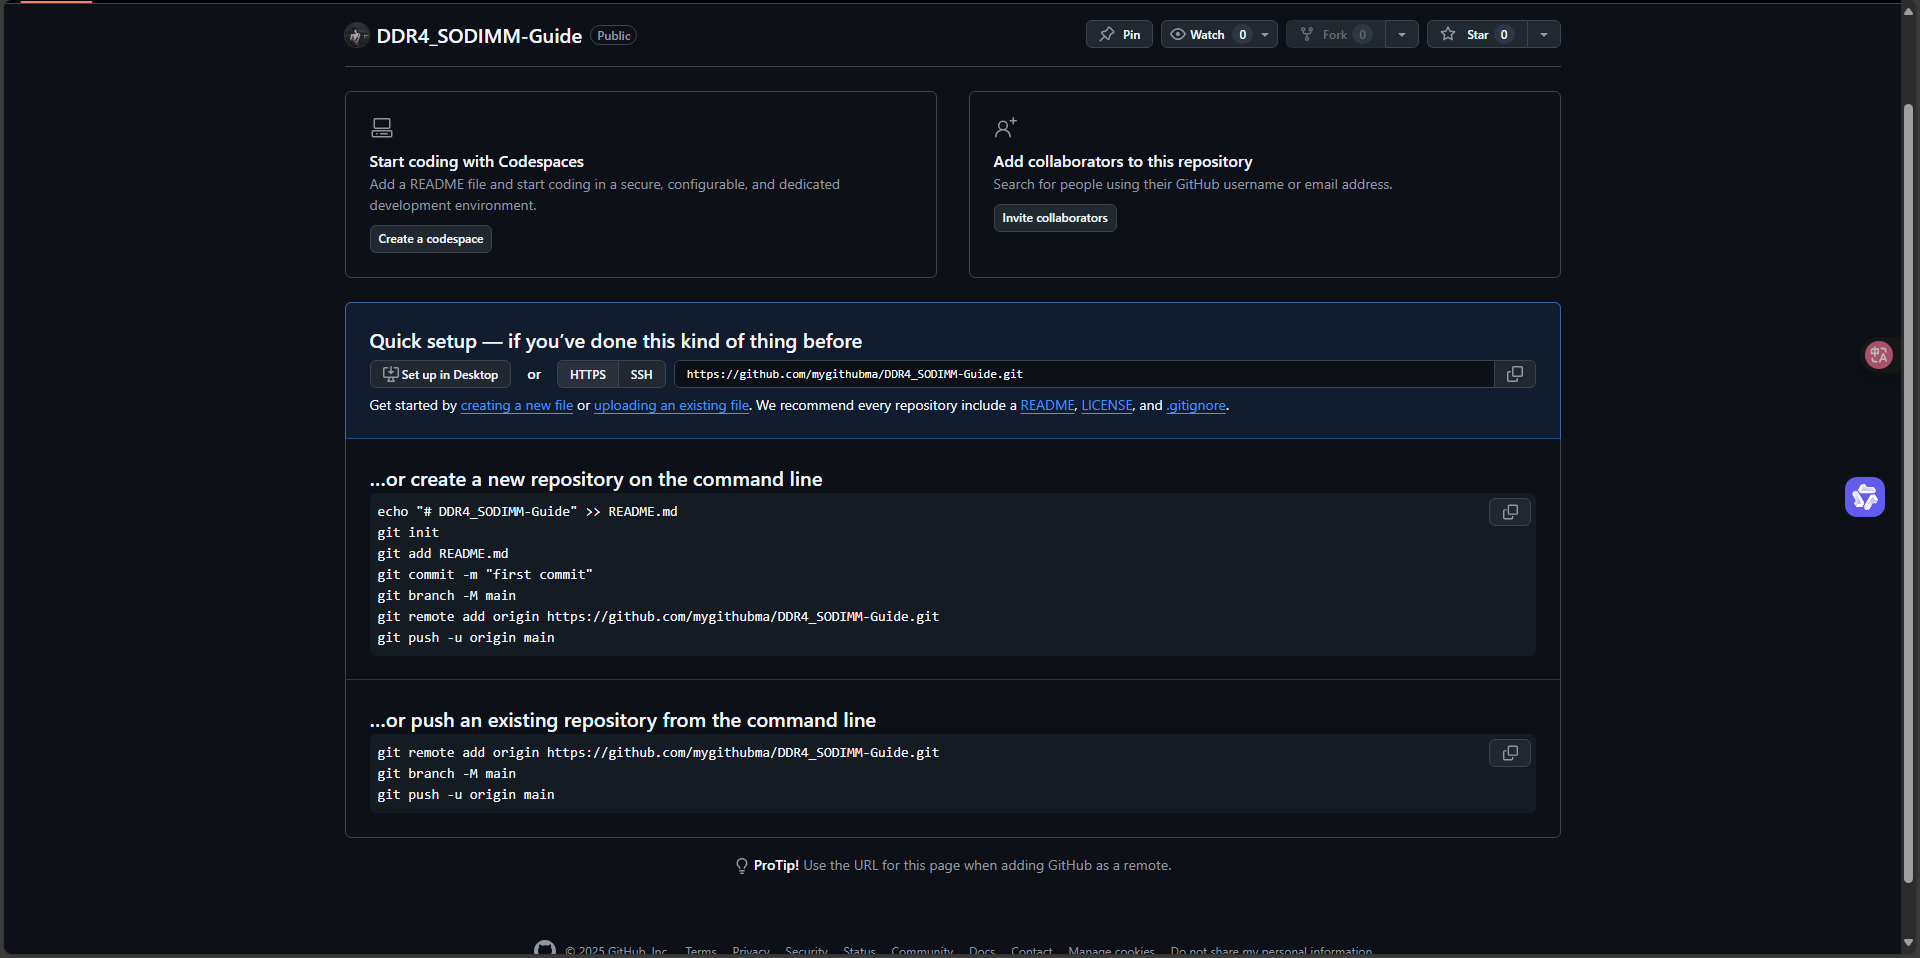 DDR4_SODIMM-Guide Public
Pin
Watch 0
Fork 0
Star 0
Start coding with Codespaces
Add a README file and start coding in a secure, configurable, and dedicated
development environment.
Create a codespace
Add collaborators to this repository
Search for people using their GitHub username or email address.
Invite collaborators
Quick setup — if you’ve done this kind of thing before
Set up in Desktop or HTTPS SSH https://github.com/mygithubma/DDR4_SODIMM-Guide.git
Get started by creating a new file or uploading an existing file. We recommend every repository include a README, LICENSE, and .gitignore.
…or create a new repository on the command line
echo "# DDR4_SODIMM-Guide" >> README.md
git init
git add README.md
git commit -m "first commit"
git branch -M main
git remote add origin https://github.com/mygithubma/DDR4_SODIMM-Guide.git
git push -u origin main
…or push an existing repository from the command line
git remote add origin https://github.com/mygithubma/DDR4_SODIMM-Guide.git
git branch -M main
git push -u origin main
ProTip! Use the URL for this page when adding GitHub as a remote.
© 2025 GitHub, Inc. Terms Privacy Security Status Community Docs Contact Manage cookies Do not share my personal information
中A